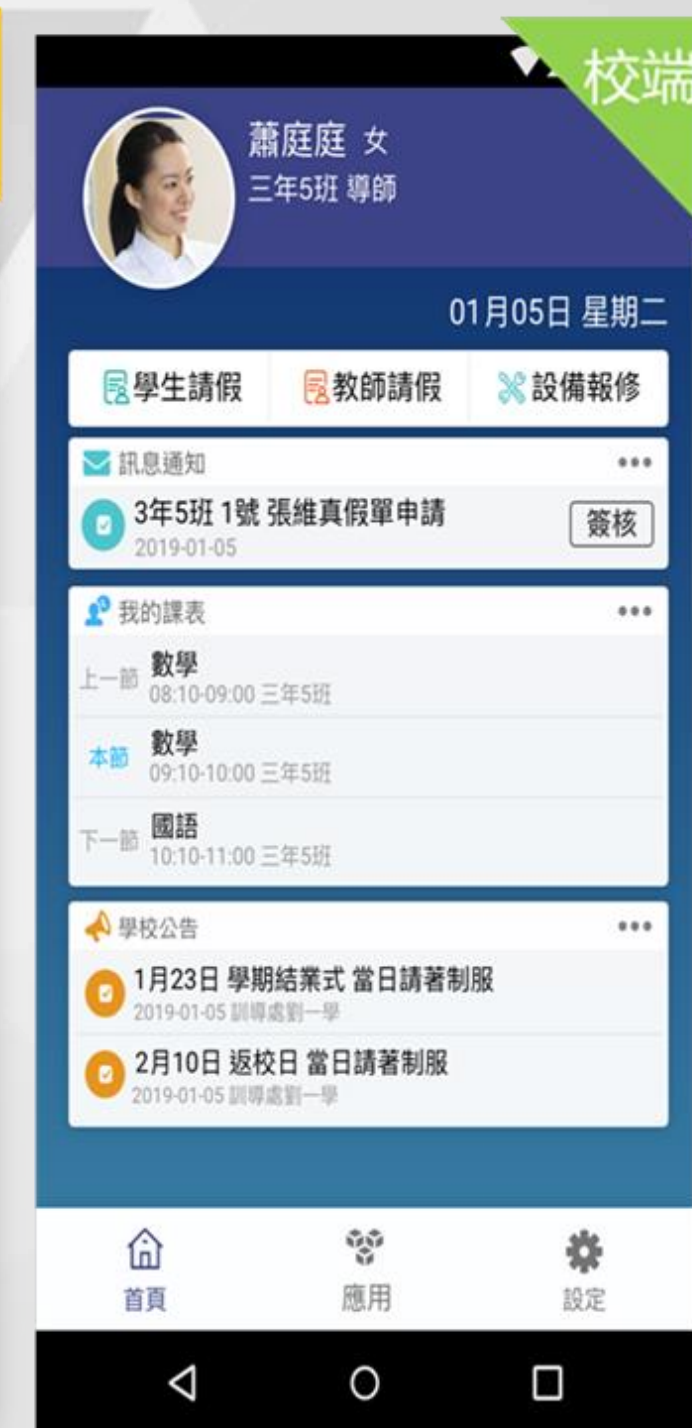 校端
蕭庭庭 女
三年5班 導師
01月05日 星期二
學生請假 教師請假 設備報修
訊息通知
3年5班 1號 張維真假單申請
2019-01-05
簽核
我的課表
上一節 數學
08:10-09:00 三年5班
本節 數學
09:10-10:00 三年5班
下一節 國語
10:10-11:00 三年5班
學校公告
1月23日 學期結業式 當日請著制服
2019-01-05 訓導處劉一學
2月10日 返校日 當日請著制服
2019-01-05 訓導處劉一學
首頁 應用 設定